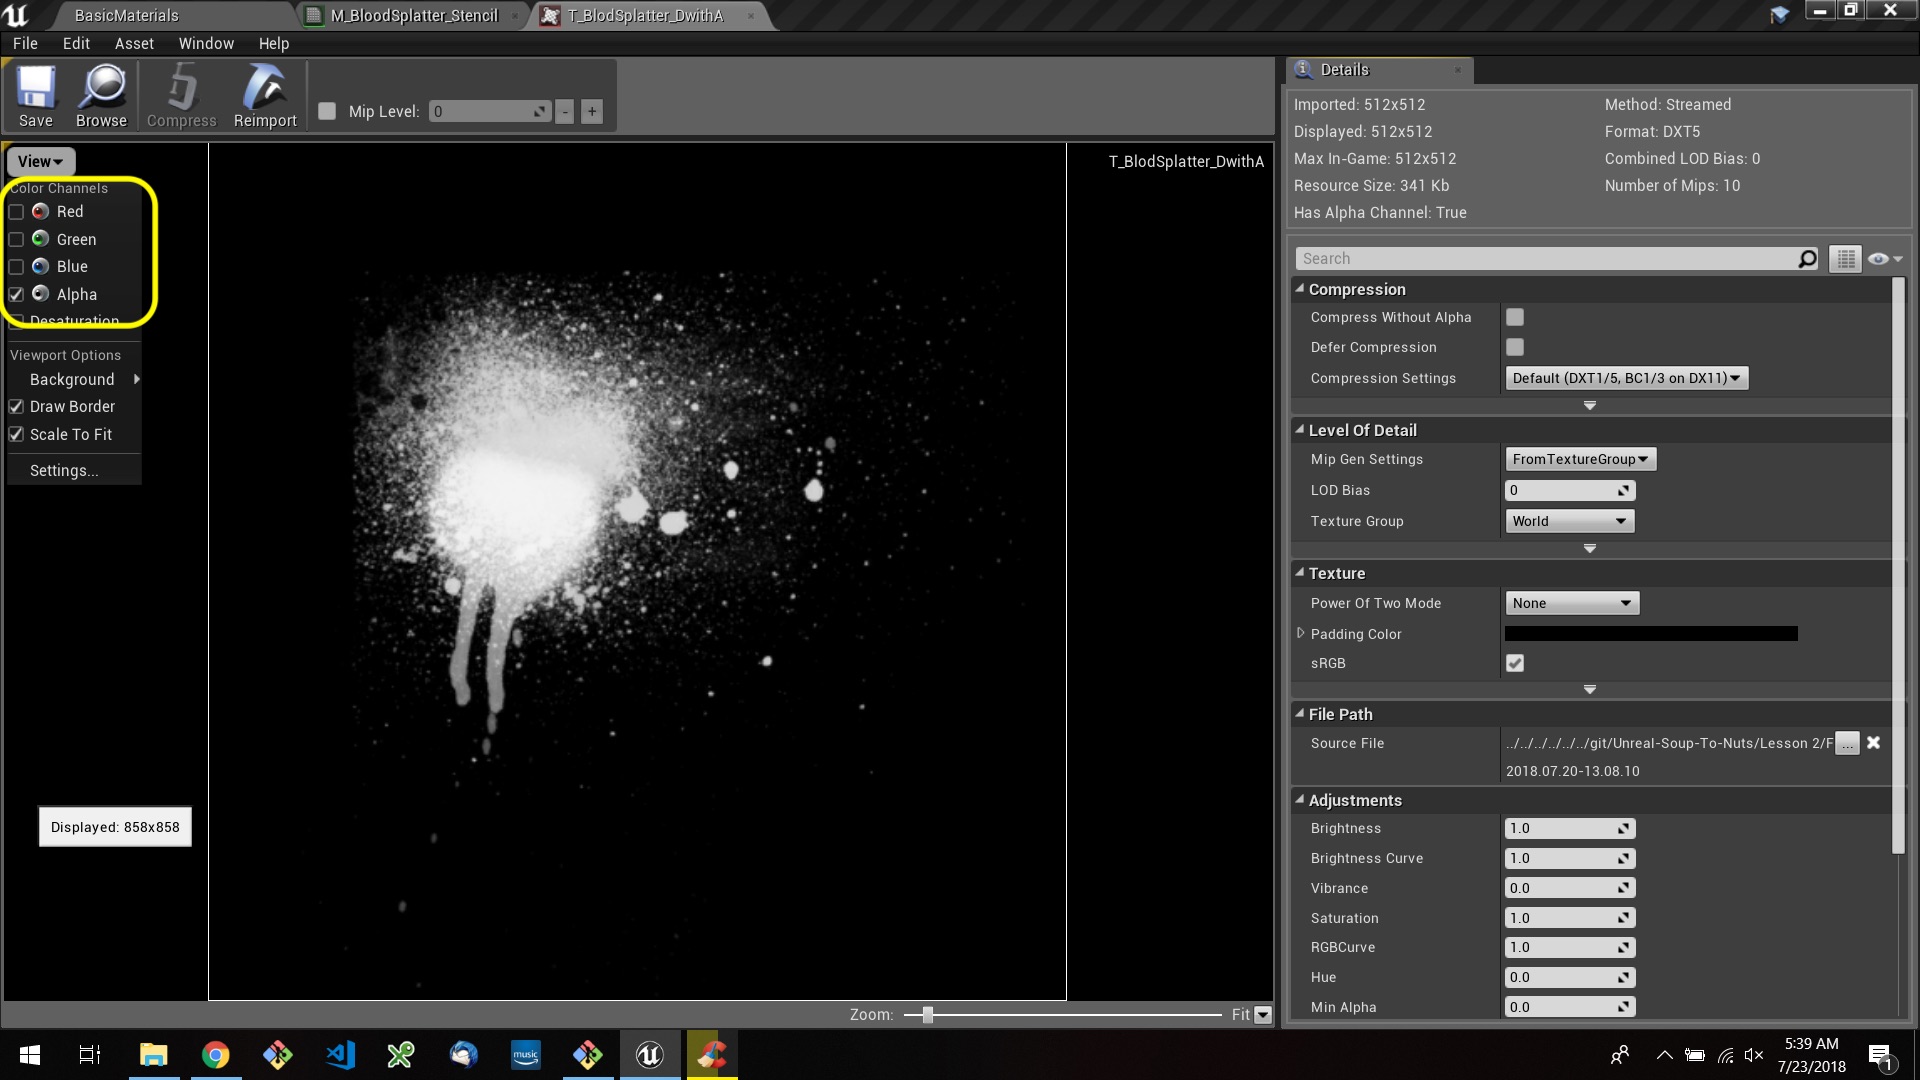 BasicMaterials
M_BloodSplatter_Stencil
T_BlodSplatter_DwithA
File Edit Asset Window Help
Save
Browse
Compress
Reimport
Mip Level: 0 - +
View
T_BlodSplatter_DwithA
Color Channels
Red
Green
Blue
Alpha
Desaturation
Viewport Options
Background
Draw Border
Scale To Fit
Settings...
Displayed: 858x858
Zoom: Fit
Details
Imported: 512x512 Method: Streamed
Displayed: 512x512 Format: DXT5
Max In-Game: 512x512 Combined LOD Bias: 0
Resource Size: 341 Kb Number of Mips: 10
Has Alpha Channel: True
Search
Compression
Compress Without Alpha
Defer Compression
Compression Settings Default (DXT1/5, BC1/3 on DX11)
Level Of Detail
Mip Gen Settings FromTextureGroup
LOD Bias 0
Texture Group World
Texture
Power Of Two Mode None
Padding Color
sRGB
File Path
Source File ../../../../../../git/Unreal-Soup-To-Nuts/Lesson 2/F ...
2018.07.20-13.08.10
Adjustments
Brightness 1.0
Brightness Curve 1.0
Vibrance 0.0
Saturation 1.0
RGBCurve 1.0
Hue 0.0
Min Alpha 0.0
music
5:39 AM
7/23/2018
1